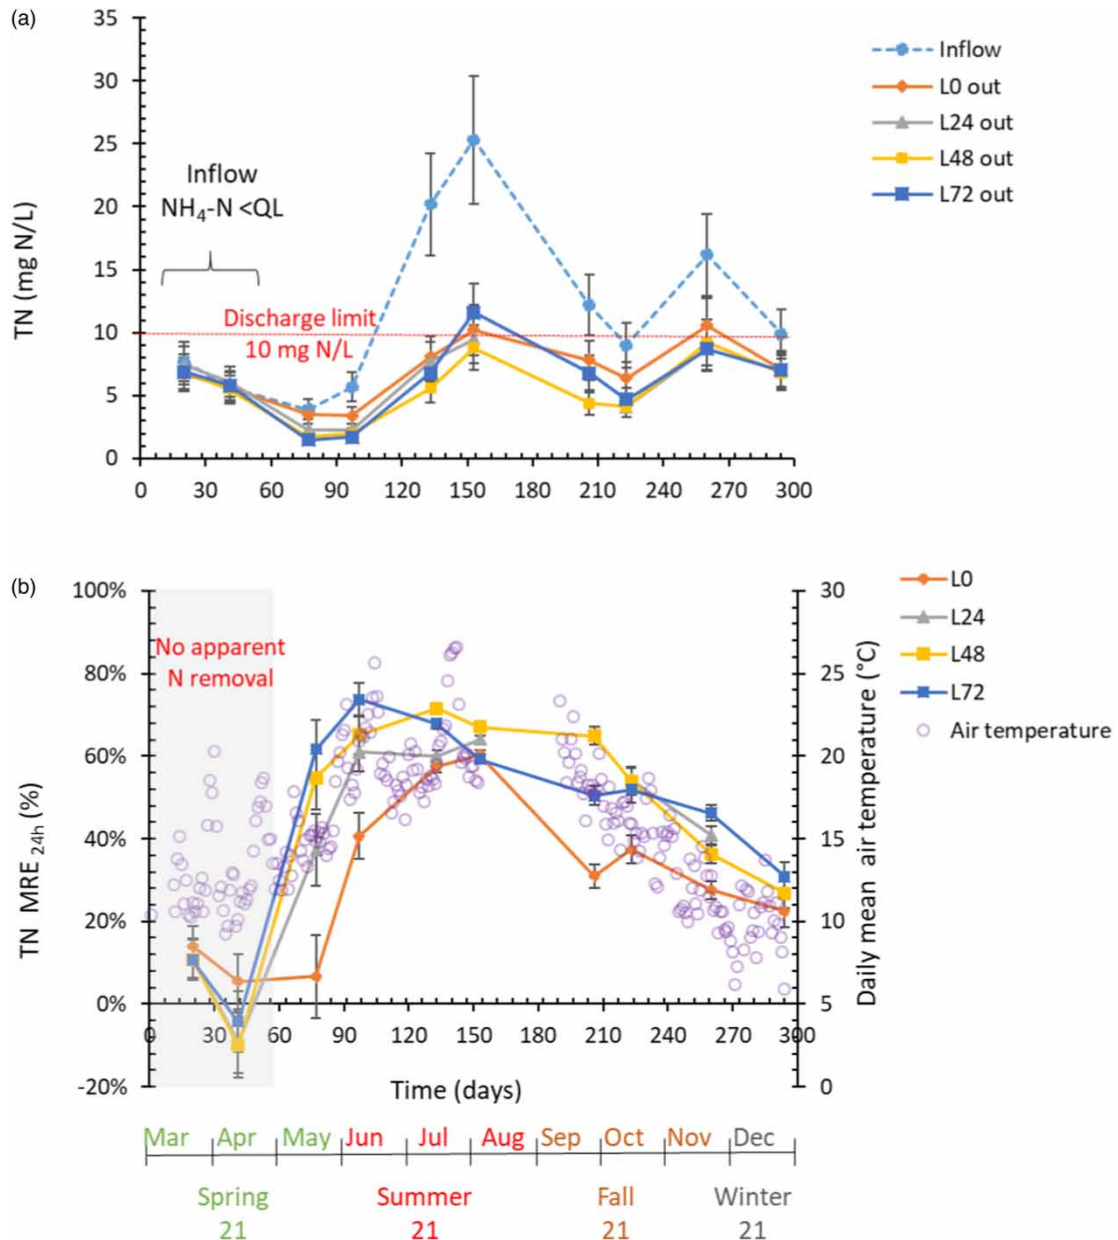 (a)
35
30
25
20
15
10
5
0
TN (mg N/L)
Inflow
NH4-N <QL
Discharge limit
10 mg N/L
0 30 60 90 120 150 180 210 240 270 300
Inflow
L0 out
L24 out
L48 out
L72 out
(b)
100%
80%
60%
40%
20%
0%
-20%
TN MRE 24h (%)
No apparent
N removal
0 30 60 90 120 150 180 210 240 270 300
Time (days)
30
25
20
15
10
5
0
Daily mean air temperature (°C)
L0
L24
L48
L72
Air temperature
Mar Apr May Jun Jul Aug Sep Oct Nov Dec
Spring Summer Fall Winter
21 21 21 21